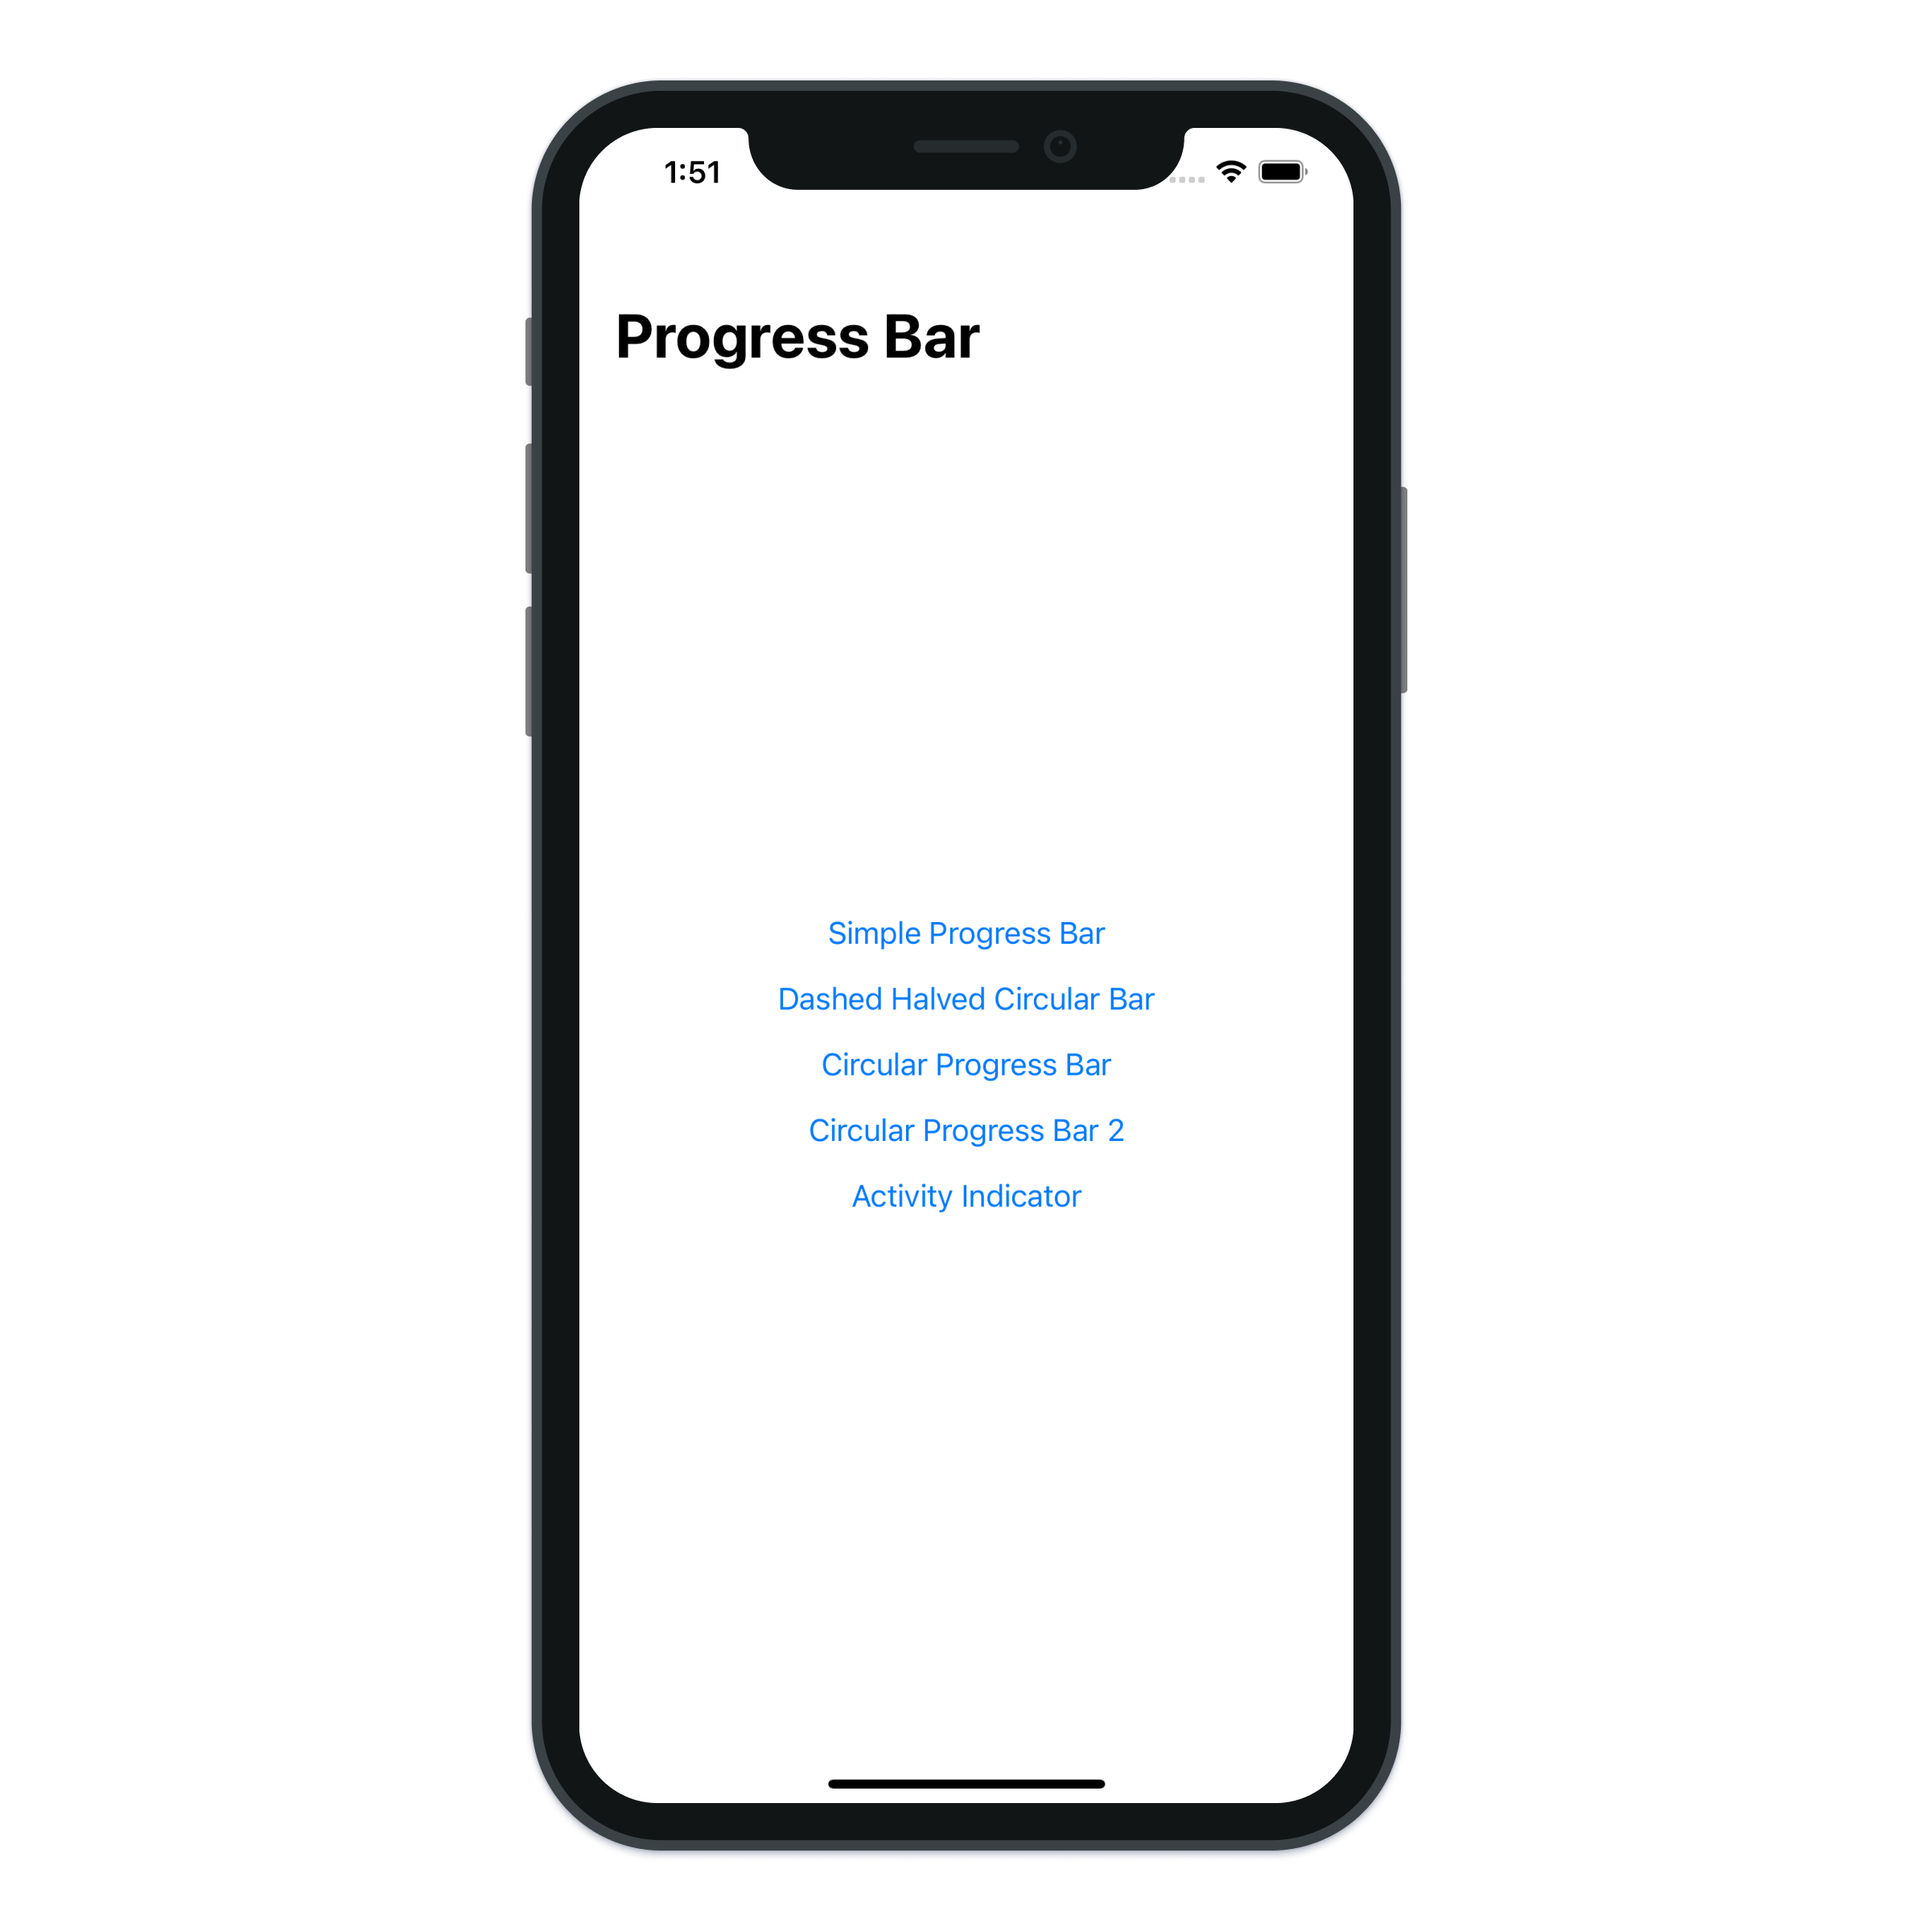 1:51
Progress Bar
Simple Progress Bar
Dashed Halved Circular Bar
Circular Progress Bar
Circular Progress Bar 2
Activity Indicator